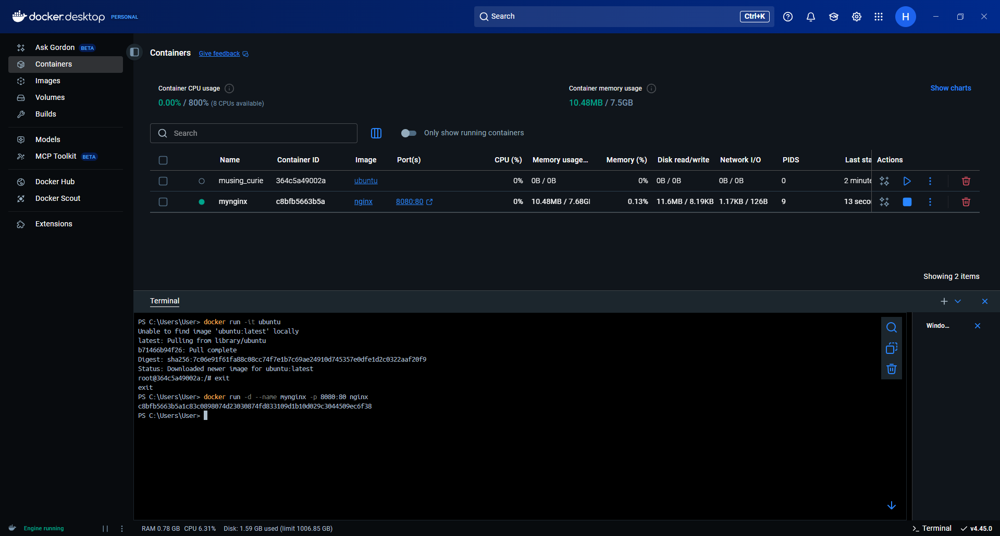 docker.desktop PERSONAL
Search
Ctrl+K
H
Ask Gordon BETA
Containers
Images
Volumes
Builds
Models
MCP Toolkit BETA
Docker Hub
Docker Scout
Extensions
Containers Give feedback
Container CPU usage
0.00% / 800% (8 CPUs available)
Container memory usage
10.48MB / 7.5GB
Show charts
Search
Only show running containers
Name Container ID Image Port(s) CPU (%) Memory usage... Memory (%) Disk read/write Network I/O PIDS Last sta Actions
musing_curie 364c5a49002a ubuntu 0% 0B / 0B 0% 0B / 0B 0B / 0B 0 2 minute
mynginx c8bfb5663b5a nginx 8080:80 0% 10.48MB / 7.68GI 0.13% 11.6MB / 8.19KB 1.17KB / 126B 9 13 seco
Showing 2 items
Terminal
PS C:\Users\User> docker run -it ubuntu
Unable to find image 'ubuntu:latest' locally
latest: Pulling from library/ubuntu
b71466b94f26: Pull complete
Digest: sha256:7c06e91f61fa88c08cc74f7e1b7c69ae24910d745357e0dfe1d2c0322aaf20f9
Status: Downloaded newer image for ubuntu:latest
root@364c5a49002a:/# exit
exit
PS C:\Users\User> docker run -d --name mynginx -p 8080:80 nginx
c8bfb5663b5a1c83c0898074d23030874fd833109d1b10d029c3044509ec6f38
PS C:\Users\User>
Windo...
Engine running
RAM 0.78 GB CPU 6.31% Disk: 1.59 GB used (limit 1006.85 GB)
>_ Terminal
v4.45.0